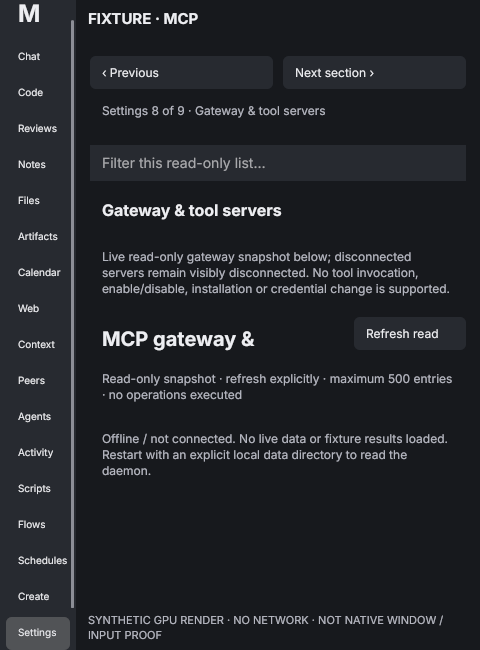 M
Chat
Code
Reviews
Notes
Files
Artifacts
Calendar
Web
Context
Peers
Agents
Activity
Scripts
Flows
Schedules
Create
Settings
FIXTURE · MCP
‹ Previous
Next section ›
Settings 8 of 9 · Gateway & tool servers
Filter this read-only list...
Gateway & tool servers
Live read-only gateway snapshot below; disconnected
servers remain visibly disconnected. No tool invocation,
enable/disable, installation or credential change is supported.
MCP gateway &
Refresh read
Read-only snapshot · refresh explicitly · maximum 500 entries
· no operations executed
Offline / not connected. No live data or fixture results loaded.
Restart with an explicit local data directory to read the
daemon.
SYNTHETIC GPU RENDER · NO NETWORK · NOT NATIVE WINDOW /
INPUT PROOF